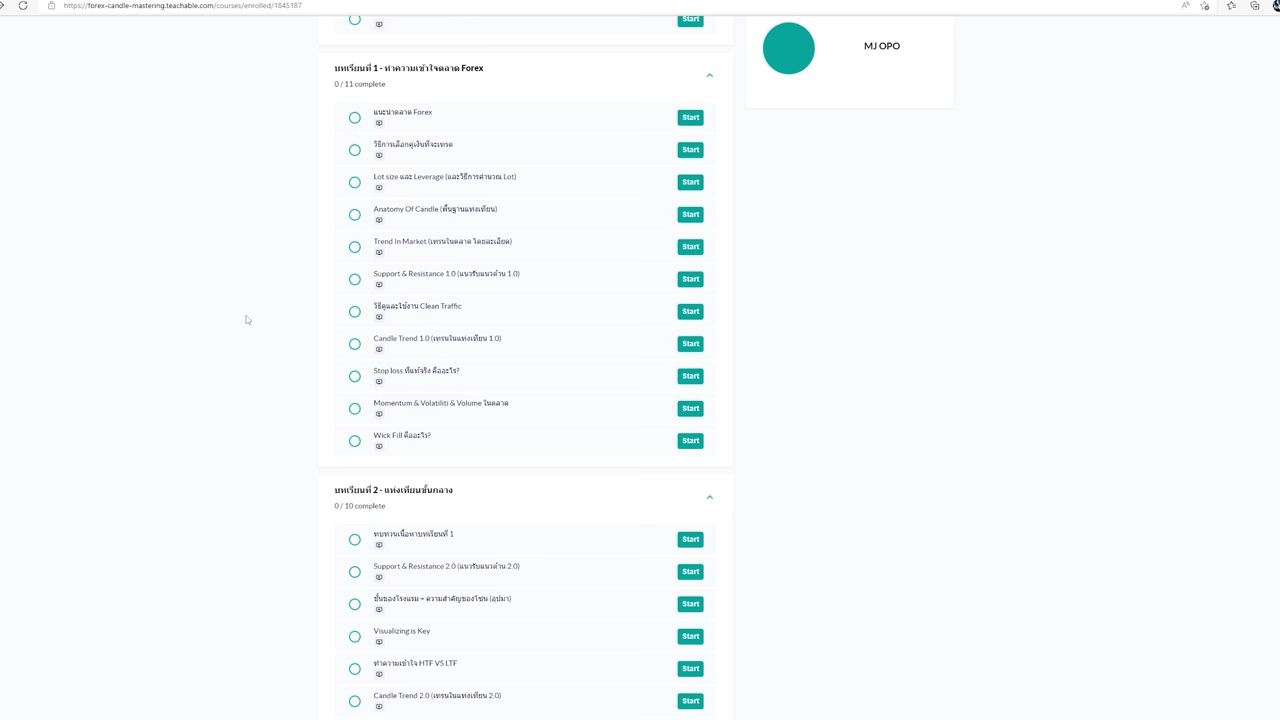 https://forex-candle-mastering.teachable.com/courses/enrolled/1845187
Start
MJ OPO
บทเรียนที่ 1 - ทำความเข้าใจตลาด Forex
0 / 11 complete
แนะนำตลาด Forex
Start
วิธีการเลือกคู่เงินที่จะเทรด
Start
Lot size และ Leverage (และวิธีการคำนวณ Lot)
Start
Anatomy Of Candle (พื้นฐานแท่งเทียน)
Start
Trend In Market (เทรนในตลาด โดยละเอียด)
Start
Support & Resistance 1.0 (แนวรับแนวต้าน 1.0)
Start
วิธีดูและใช้งาน Clean Traffic
Start
Candle Trend 1.0 (เทรนในแท่งเทียน 1.0)
Start
Stop loss ที่แท้จริง คืออะไร?
Start
Momentum & Volatiliti & Volume ในตลาด
Start
Wick Fill คืออะไร?
Start
บทเรียนที่ 2 - แท่งเทียนชั้นกลาง
0 / 10 complete
ทบทวนเนื้อหาบทเรียนที่ 1
Start
Support & Resistance 2.0 (แนวรับแนวต้าน 2.0)
Start
ชั้นของโรงแรม + ความสำคัญของโซน (อุปมา)
Start
Visualizing is Key
Start
ทำความเข้าใจ HTF VS LTF
Start
Candle Trend 2.0 (เทรนในแท่งเทียน 2.0)
Start